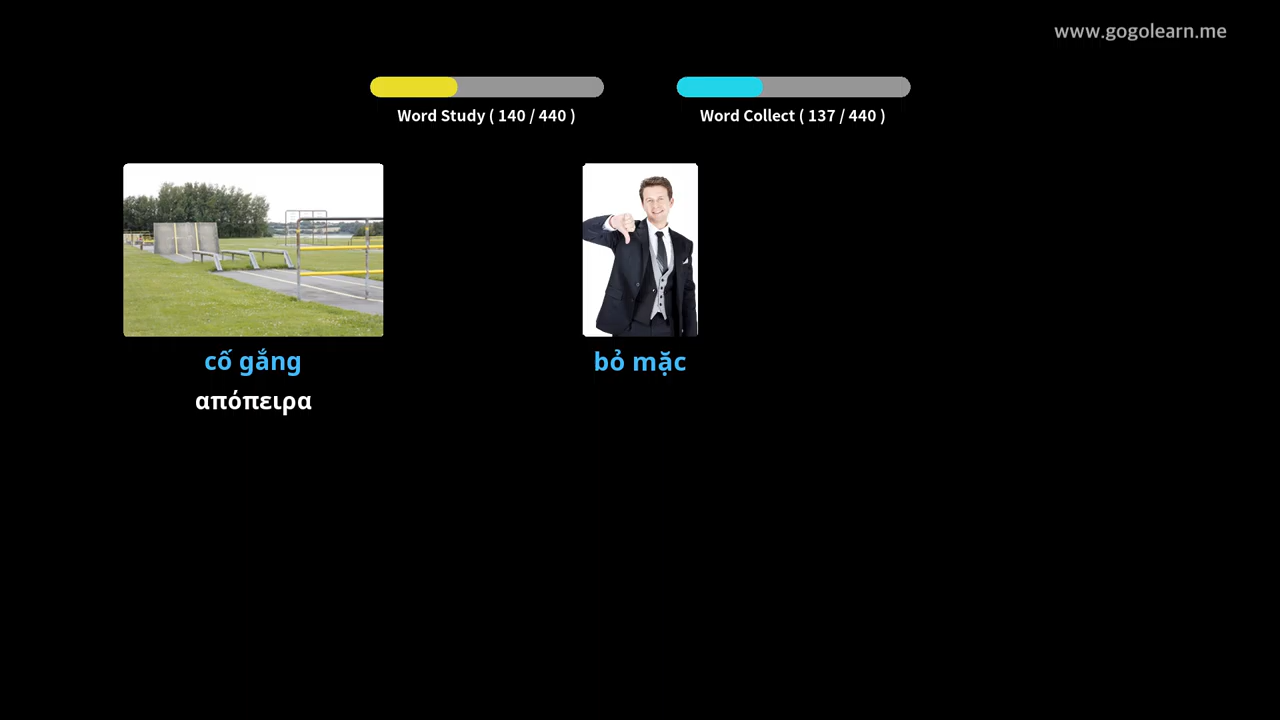 www.gogolearn.me
Word Study ( 140 / 440 )
Word Collect ( 137 / 440 )
cố gắng
απόπειρα
bỏ mặc